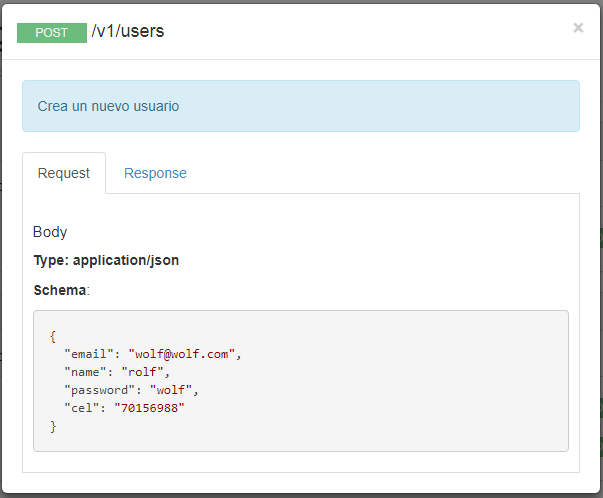 POST /v1/users ×
Crea un nuevo usuario
Request Response
Body
Type: application/json
Schema:
{
"email": "wolf@wolf.com",
"name": "rolf",
"password": "wolf",
"cel": "70156988"
}